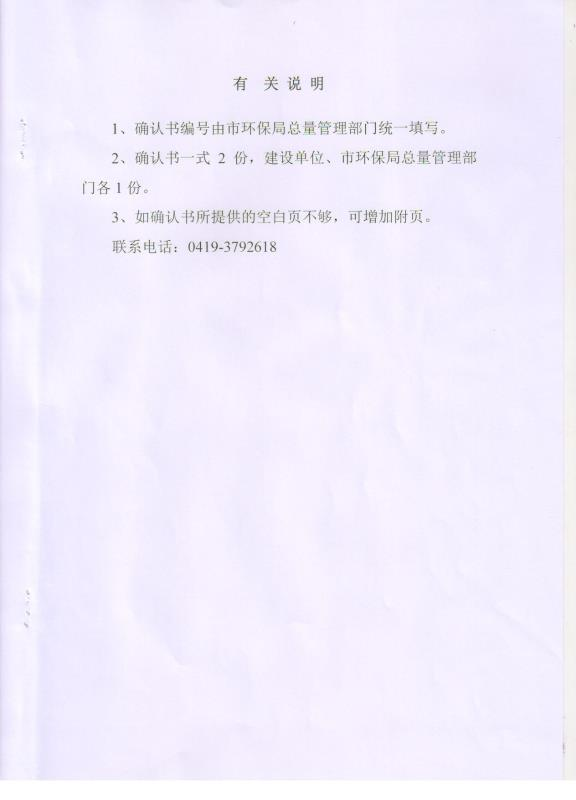 有 关 说 明
1、确认书编号由市环保局总量管理部门统一填写。
2、确认书一式 2 份，建设单位、市环保局总量管理部
门各1份。
3、如确认书所提供的空白页不够，可增加附页。
联系电话：0419-3792618